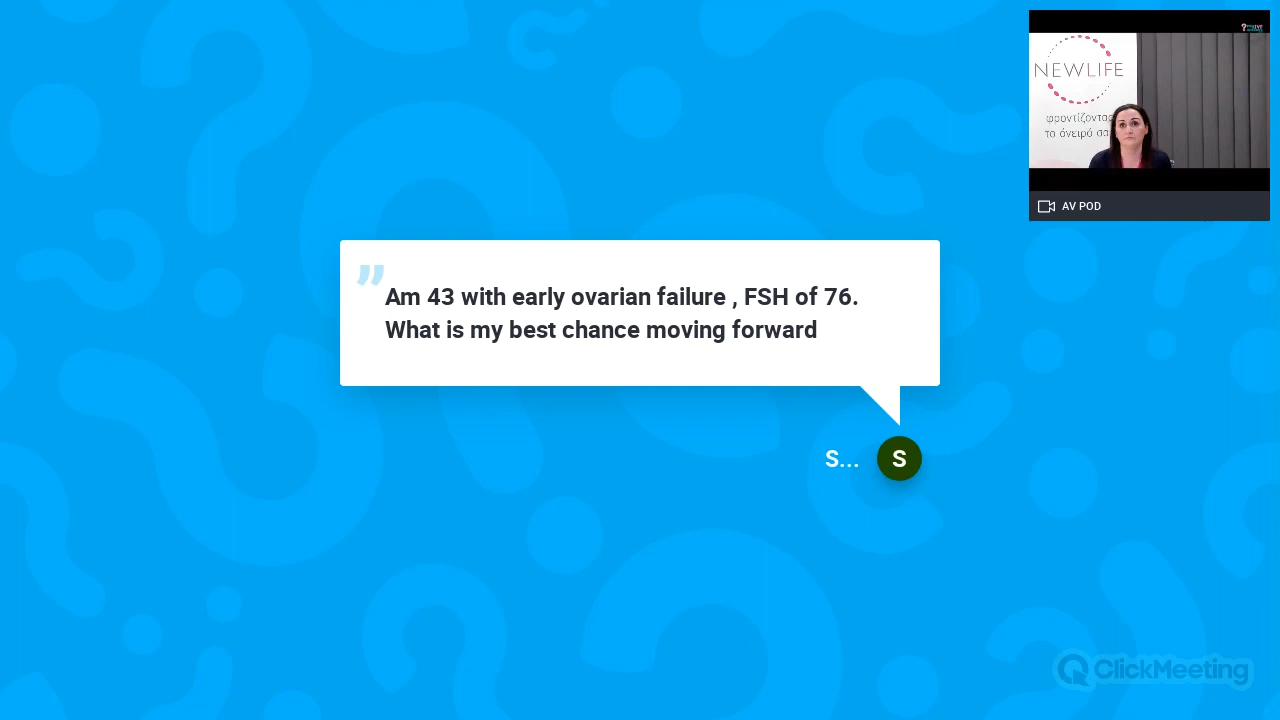 NEWLIFE
φροντίζοντας
το όνειρό σας
AV POD
”
Am 43 with early ovarian failure , FSH of 76.
What is my best chance moving forward
S... S
ClickMeeting